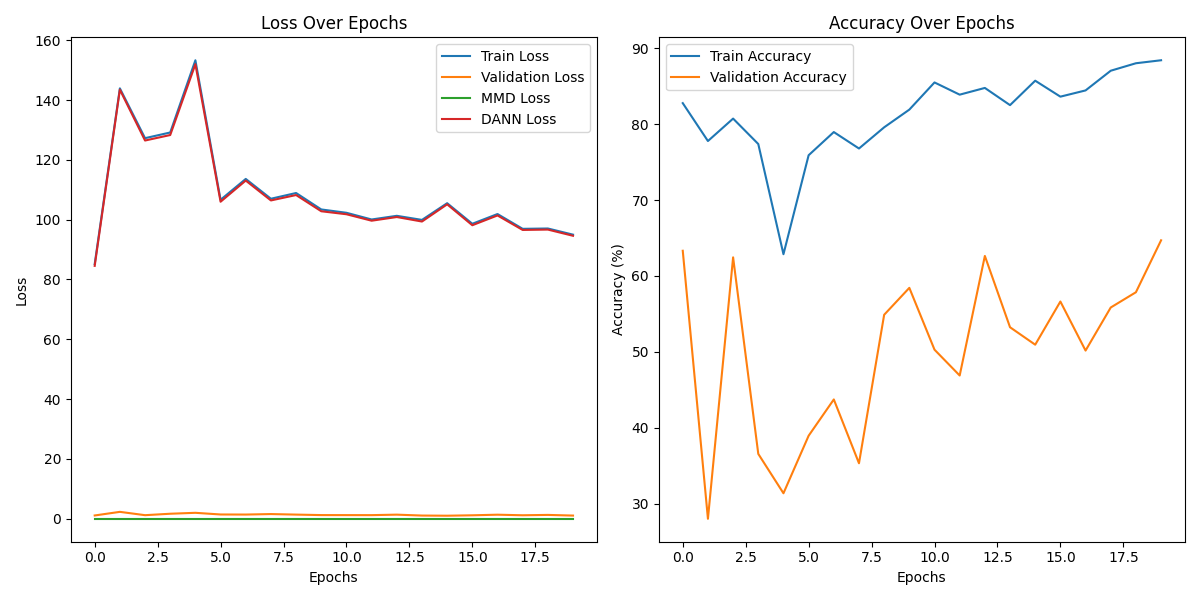 Loss Over Epochs
160
140
120
100
80
60
40
20
0
Loss
0.0 2.5 5.0 7.5 10.0 12.5 15.0 17.5
Epochs
Train Loss
Validation Loss
MMD Loss
DANN Loss
Accuracy Over Epochs
90
80
70
60
50
40
30
Accuracy (%)
0.0 2.5 5.0 7.5 10.0 12.5 15.0 17.5
Epochs
Train Accuracy
Validation Accuracy